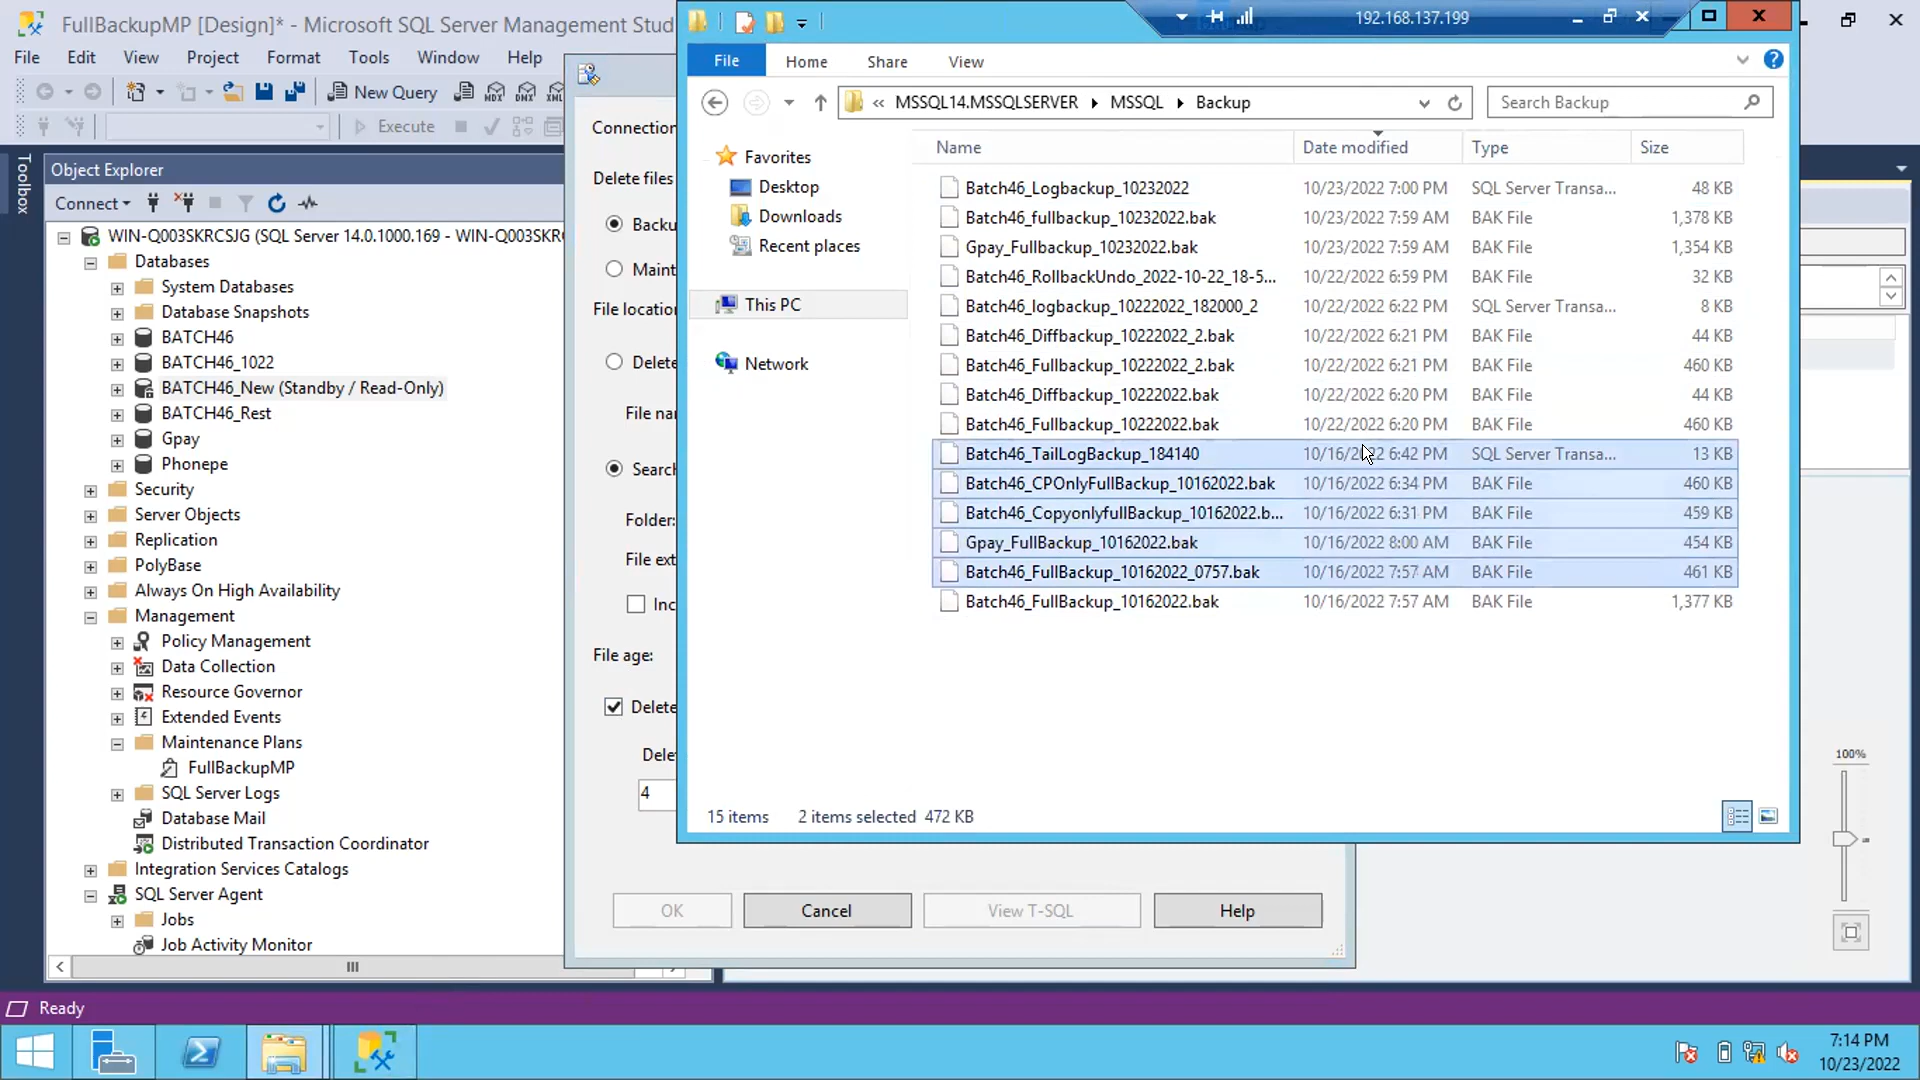 FullBackupMP [Design]* - Microsoft SQL Server Management Stud
192.168.137.199
File Edit View Project Format Tools Window Help
File Home Share View
New Query
Execute
« MSSQL14.MSSQLSERVER MSSQL Backup
Search Backup
Toolbox
Object Explorer
Connect
WIN-Q003SKRCSJG (SQL Server 14.0.1000.169 - WIN-Q003SKR
Databases
System Databases
Database Snapshots
BATCH46
BATCH46_1022
BATCH46_New (Standby / Read-Only)
BATCH46_Rest
Gpay
Phonepe
Security
Server Objects
Replication
PolyBase
Always On High Availability
Management
Policy Management
Data Collection
Resource Governor
Extended Events
Maintenance Plans
FullBackupMP
SQL Server Logs
Database Mail
Distributed Transaction Coordinator
Integration Services Catalogs
SQL Server Agent
Jobs
Job Activity Monitor
Connection
Delete files
Backu
Maint
File location
Delete
File nar
Search
Folder:
File ext
Inc
File age:
Delete
Delet
4
OK Cancel View T-SQL Help
Favorites
Desktop
Downloads
Recent places
This PC
Network
Name Date modified Type Size
Batch46_Logbackup_10232022 10/23/2022 7:00 PM SQL Server Transa... 48 KB
Batch46_fullbackup_10232022.bak 10/23/2022 7:59 AM BAK File 1,378 KB
Gpay_Fullbackup_10232022.bak 10/23/2022 7:59 AM BAK File 1,354 KB
Batch46_RollbackUndo_2022-10-22_18-5... 10/22/2022 6:59 PM BAK File 32 KB
Batch46_logbackup_10222022_182000_2 10/22/2022 6:22 PM SQL Server Transa... 8 KB
Batch46_Diffbackup_10222022_2.bak 10/22/2022 6:21 PM BAK File 44 KB
Batch46_Fullbackup_10222022_2.bak 10/22/2022 6:21 PM BAK File 460 KB
Batch46_Diffbackup_10222022.bak 10/22/2022 6:20 PM BAK File 44 KB
Batch46_Fullbackup_10222022.bak 10/22/2022 6:20 PM BAK File 460 KB
Batch46_TailLogBackup_184140 10/16/2022 6:42 PM SQL Server Transa... 13 KB
Batch46_CPOnlyFullBackup_10162022.bak 10/16/2022 6:34 PM BAK File 460 KB
Batch46_CopyonlyfullBackup_10162022.b... 10/16/2022 6:31 PM BAK File 459 KB
Gpay_FullBackup_10162022.bak 10/16/2022 8:00 AM BAK File 454 KB
Batch46_FullBackup_10162022_0757.bak 10/16/2022 7:57 AM BAK File 461 KB
Batch46_FullBackup_10162022.bak 10/16/2022 7:57 AM BAK File 1,377 KB
15 items 2 items selected 472 KB
100%
Ready
7:14 PM
10/23/2022